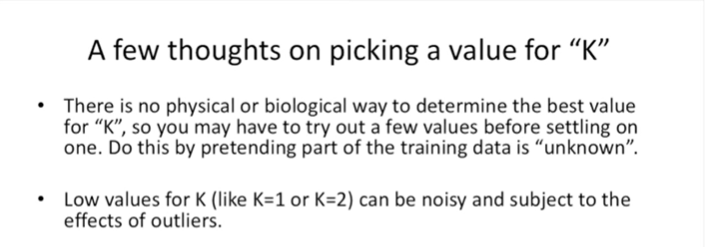 A few thoughts on picking a value for “K”
• There is no physical or biological way to determine the best value
for “K”, so you may have to try out a few values before settling on
one. Do this by pretending part of the training data is “unknown”.
• Low values for K (like K=1 or K=2) can be noisy and subject to the
effects of outliers.